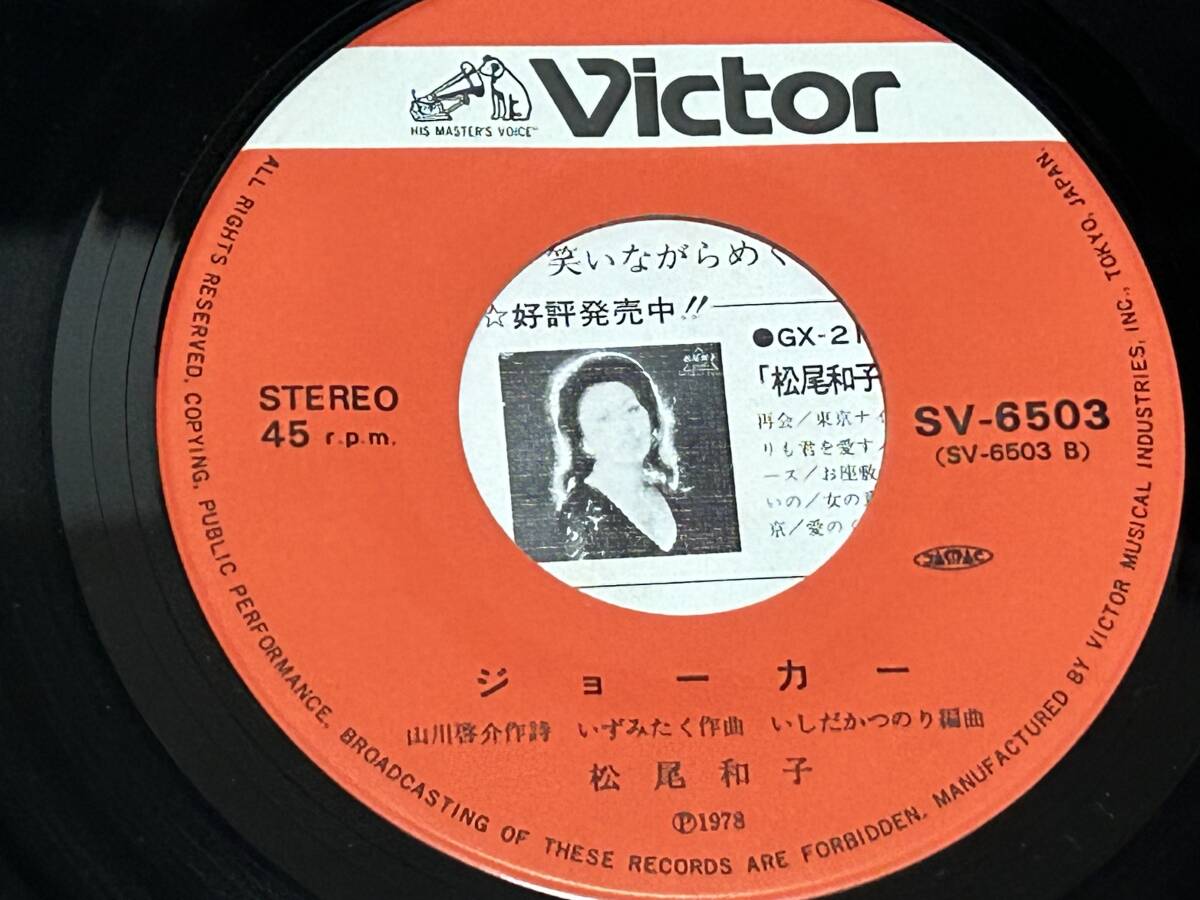 Victor
HIS MASTER'S VOICE
ALL RIGHTS RESERVED. COPYING, PUBLIC PERFORMANCE, BROADCASTING OF THESE RECORDS ARE FORBIDDEN. MANUFACTURED BY VICTOR MUSICAL INDUSTRIES, INC., TOKYO, JAPAN.
笑いながらめぐ
☆好評発売中!!
●GX-21
「松尾和子
再会/東京ナイ
りも君を愛す
ース/お座敷
いの/女の
京/愛の
STEREO
45 r.p.m.
SV-6503
(SV-6503 B)
JASRAC
ジョーカー
山川啓介作詩 いずみたく作曲 いしだかつのり編曲
松尾和子
Ⓟ1978